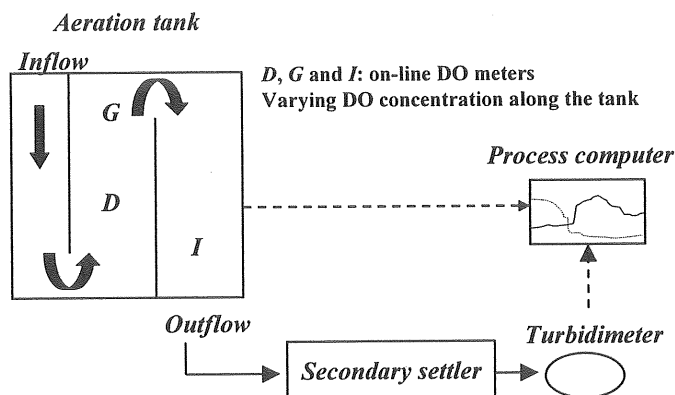 Aeration tank
Inflow
D, G and I: on-line DO meters
Varying DO concentration along the tank
G
Process computer
D
I
Outflow
Turbidimeter
Secondary settler